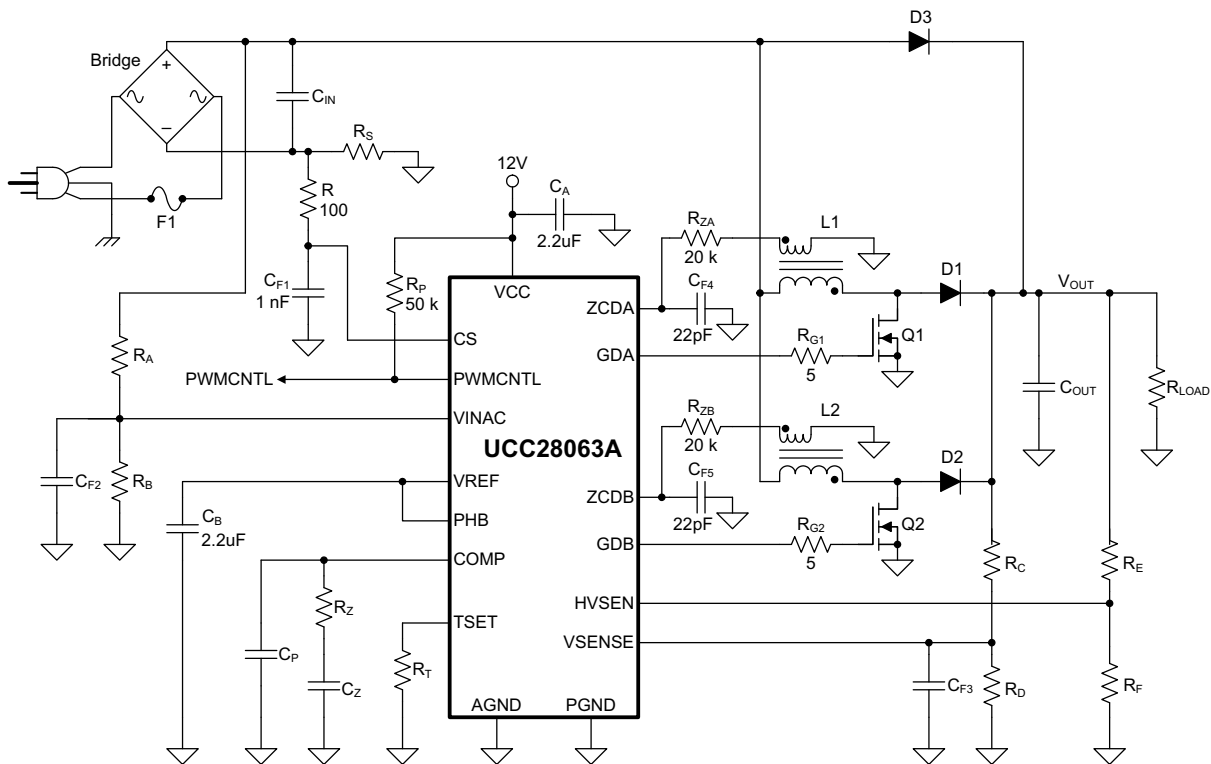 D3
Bridge
+
−
C_IN
R_S
F1
R
100
12V
C_A
2.2uF
C_F1
1 nF
R_P
50 k
R_ZA
20 k
L1
C_F4
22pF
D1
V_OUT
VCC
ZCDA
CS
GDA
R_G1
5
Q1
R_A
PWMCNTL
PWMCNTL
VINAC
UCC28063A
R_ZB
20 k
L2
C_OUT
R_LOAD
C_F2
R_B
VREF
PHB
ZCDB
C_F5
22pF
D2
C_B
2.2uF
COMP
GDB
R_G2
5
Q2
R_C
R_E
R_Z
HVSEN
TSET
VSENSE
C_P
C_Z
R_T
C_F3
R_D
R_F
AGND
PGND